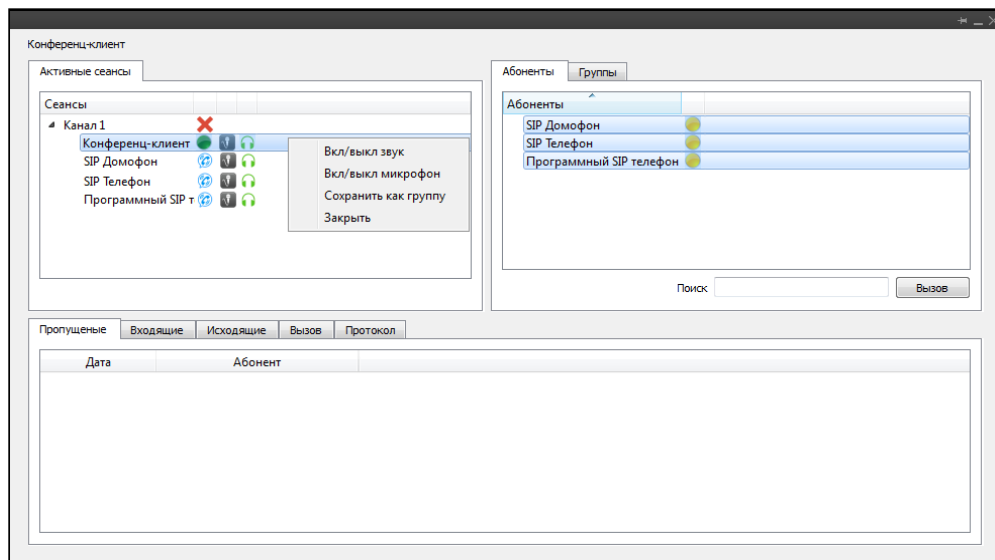 Конференц-клиент
Активные сеансы
Сеансы
Канал 1
Конференц-клиент
SIP Домофон
SIP Телефон
Программный SIP т
Вкл/выкл звук
Вкл/выкл микрофон
Сохранить как группу
Закрыть
Абоненты Группы
Абоненты
SIP Домофон
SIP Телефон
Программный SIP телефон
Поиск Вызов
Пропущеные Входящие Исходящие Вызов Протокол
Дата Абонент